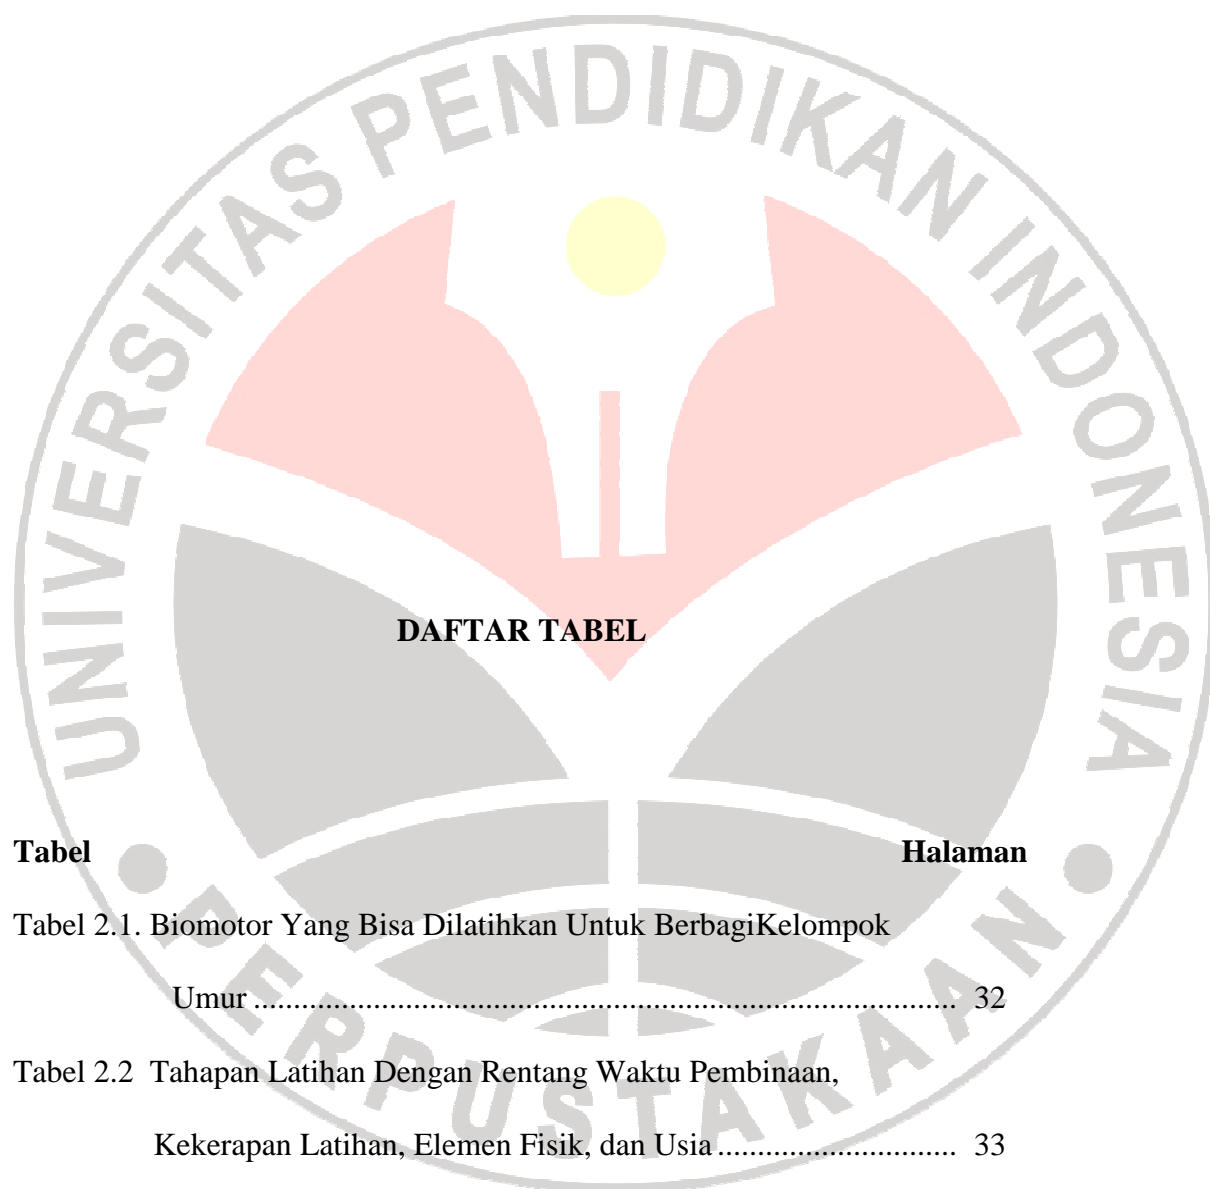 UNIVERSITAS PENDIDIKAN INDONESIA
DAFTAR TABEL
Tabel Halaman
Tabel 2.1. Biomotor Yang Bisa Dilatihkan Untuk BerbagiKelompok
Umur ........................................................................................ 32
Tabel 2.2 Tahapan Latihan Dengan Rentang Waktu Pembinaan,
Kekerapan Latihan, Elemen Fisik, dan Usia .............................. 33
PERPUSTAKAAN